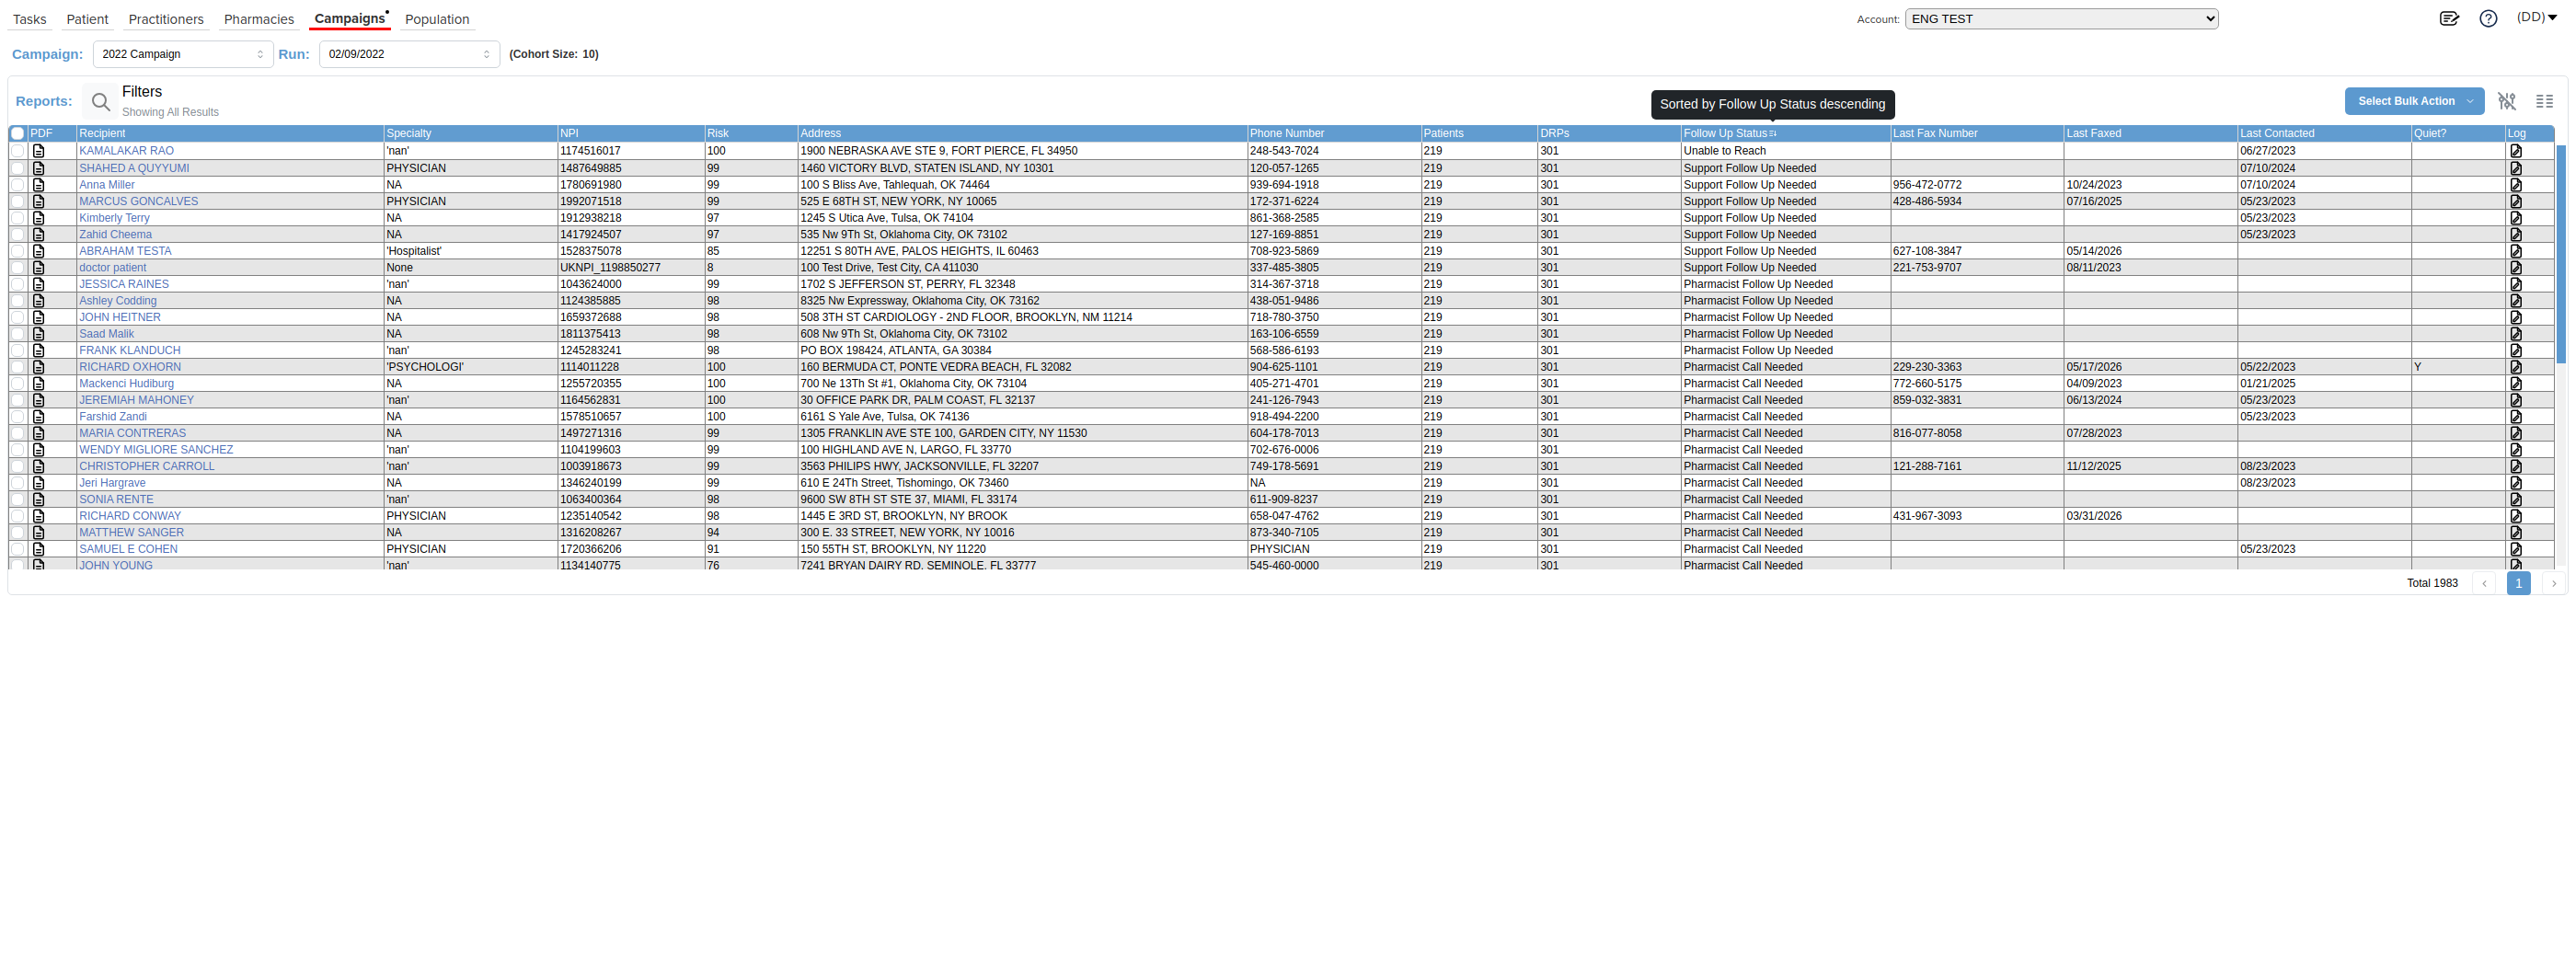 Tasks Patient Practitioners Pharmacies Campaigns Population Account: ENG TEST (DD)
Campaign: 2022 Campaign Run: 02/09/2022 (Cohort Size: 10)
Reports: Filters
Showing All Results
Sorted by Follow Up Status descending
Select Bulk Action
PDF Recipient Specialty NPI Risk Address Phone Number Patients DRPs Follow Up Status Last Fax Number Last Faxed Last Contacted Quiet? Log
KAMALAKAR RAO 'nan' 1174516017 100 1900 NEBRASKA AVE STE 9, FORT PIERCE, FL 34950 248-543-7024 219 301 Unable to Reach 06/27/2023
SHAHED A QUYYUMI PHYSICIAN 1487649885 99 1460 VICTORY BLVD, STATEN ISLAND, NY 10301 120-057-1265 219 301 Support Follow Up Needed 07/10/2024
Anna Miller NA 1780691980 99 100 S Bliss Ave, Tahlequah, OK 74464 939-694-1918 219 301 Support Follow Up Needed 956-472-0772 10/24/2023 07/10/2024
MARCUS GONCALVES PHYSICIAN 1992071518 99 525 E 68TH ST, NEW YORK, NY 10065 172-371-6224 219 301 Support Follow Up Needed 428-486-5934 07/16/2025 05/23/2023
Kimberly Terry NA 1912938218 97 1245 S Utica Ave, Tulsa, OK 74104 861-368-2585 219 301 Support Follow Up Needed 05/23/2023
Zahid Cheema NA 1417924507 97 535 Nw 9Th St, Oklahoma City, OK 73102 127-169-8851 219 301 Support Follow Up Needed 05/23/2023
ABRAHAM TESTA 'Hospitalist' 1528375078 85 12251 S 80TH AVE, PALOS HEIGHTS, IL 60463 708-923-5869 219 301 Support Follow Up Needed 627-108-3847 05/14/2026
doctor patient None UKNPI_1198850277 8 100 Test Drive, Test City, CA 411030 337-485-3805 219 301 Support Follow Up Needed 221-753-9707 08/11/2023
JESSICA RAINES 'nan' 1043624000 99 1702 S JEFFERSON ST, PERRY, FL 32348 314-367-3718 219 301 Pharmacist Follow Up Needed
Ashley Codding NA 1124385885 98 8325 Nw Expressway, Oklahoma City, OK 73162 438-051-9486 219 301 Pharmacist Follow Up Needed
JOHN HEITNER NA 1659372688 98 508 3TH ST CARDIOLOGY - 2ND FLOOR, BROOKLYN, NM 11214 718-780-3750 219 301 Pharmacist Follow Up Needed
Saad Malik NA 1811375413 98 608 Nw 9Th St, Oklahoma City, OK 73102 163-106-6559 219 301 Pharmacist Follow Up Needed
FRANK KLANDUCH 'nan' 1245283241 98 PO BOX 198424, ATLANTA, GA 30384 568-586-6193 219 301 Pharmacist Follow Up Needed
RICHARD OXHORN 'PSYCHOLOGI' 1114011228 100 160 BERMUDA CT, PONTE VEDRA BEACH, FL 32082 904-625-1101 219 301 Pharmacist Call Needed 229-230-3363 05/17/2026 05/22/2023 Y
Mackenci Hudiburg NA 1255720355 100 700 Ne 13Th St #1, Oklahoma City, OK 73104 405-271-4701 219 301 Pharmacist Call Needed 772-660-5175 04/09/2023 01/21/2025
JEREMIAH MAHONEY 'nan' 1164562831 100 30 OFFICE PARK DR, PALM COAST, FL 32137 241-126-7943 219 301 Pharmacist Call Needed 859-032-3831 06/13/2024 05/23/2023
Farshid Zandi NA 1578510657 100 6161 S Yale Ave, Tulsa, OK 74136 918-494-2200 219 301 Pharmacist Call Needed 05/23/2023
MARIA CONTRERAS NA 1497271316 99 1305 FRANKLIN AVE STE 100, GARDEN CITY, NY 11530 604-178-7013 219 301 Pharmacist Call Needed 816-077-8058 07/28/2023
WENDY MIGLIORE SANCHEZ 'nan' 1104199603 99 100 HIGHLAND AVE N, LARGO, FL 33770 702-676-0006 219 301 Pharmacist Call Needed
CHRISTOPHER CARROLL 'nan' 1003918673 99 3563 PHILIPS HWY, JACKSONVILLE, FL 32207 749-178-5691 219 301 Pharmacist Call Needed 121-288-7161 11/12/2025 08/23/2023
Jeri Hargrave NA 1346240199 99 610 E 24Th Street, Tishomingo, OK 73460 NA 219 301 Pharmacist Call Needed 08/23/2023
SONIA RENTE 'nan' 1063400364 98 9600 SW 8TH ST STE 37, MIAMI, FL 33174 611-909-8237 219 301 Pharmacist Call Needed
RICHARD CONWAY PHYSICIAN 1235140542 98 1445 E 3RD ST, BROOKLYN, NY BROOK 658-047-4762 219 301 Pharmacist Call Needed 431-967-3093 03/31/2026
MATTHEW SANGER NA 1316208267 94 300 E. 33 STREET, NEW YORK, NY 10016 873-340-7105 219 301 Pharmacist Call Needed
SAMUEL E COHEN PHYSICIAN 1720366206 91 150 55TH ST, BROOKLYN, NY 11220 PHYSICIAN 219 301 Pharmacist Call Needed 05/23/2023
JOHN YOUNG 'nan' 1134140775 76 7241 BRYAN DAIRY RD, SEMINOLE, FL 33777 545-460-0000 219 301 Pharmacist Call Needed
Total 1983 1